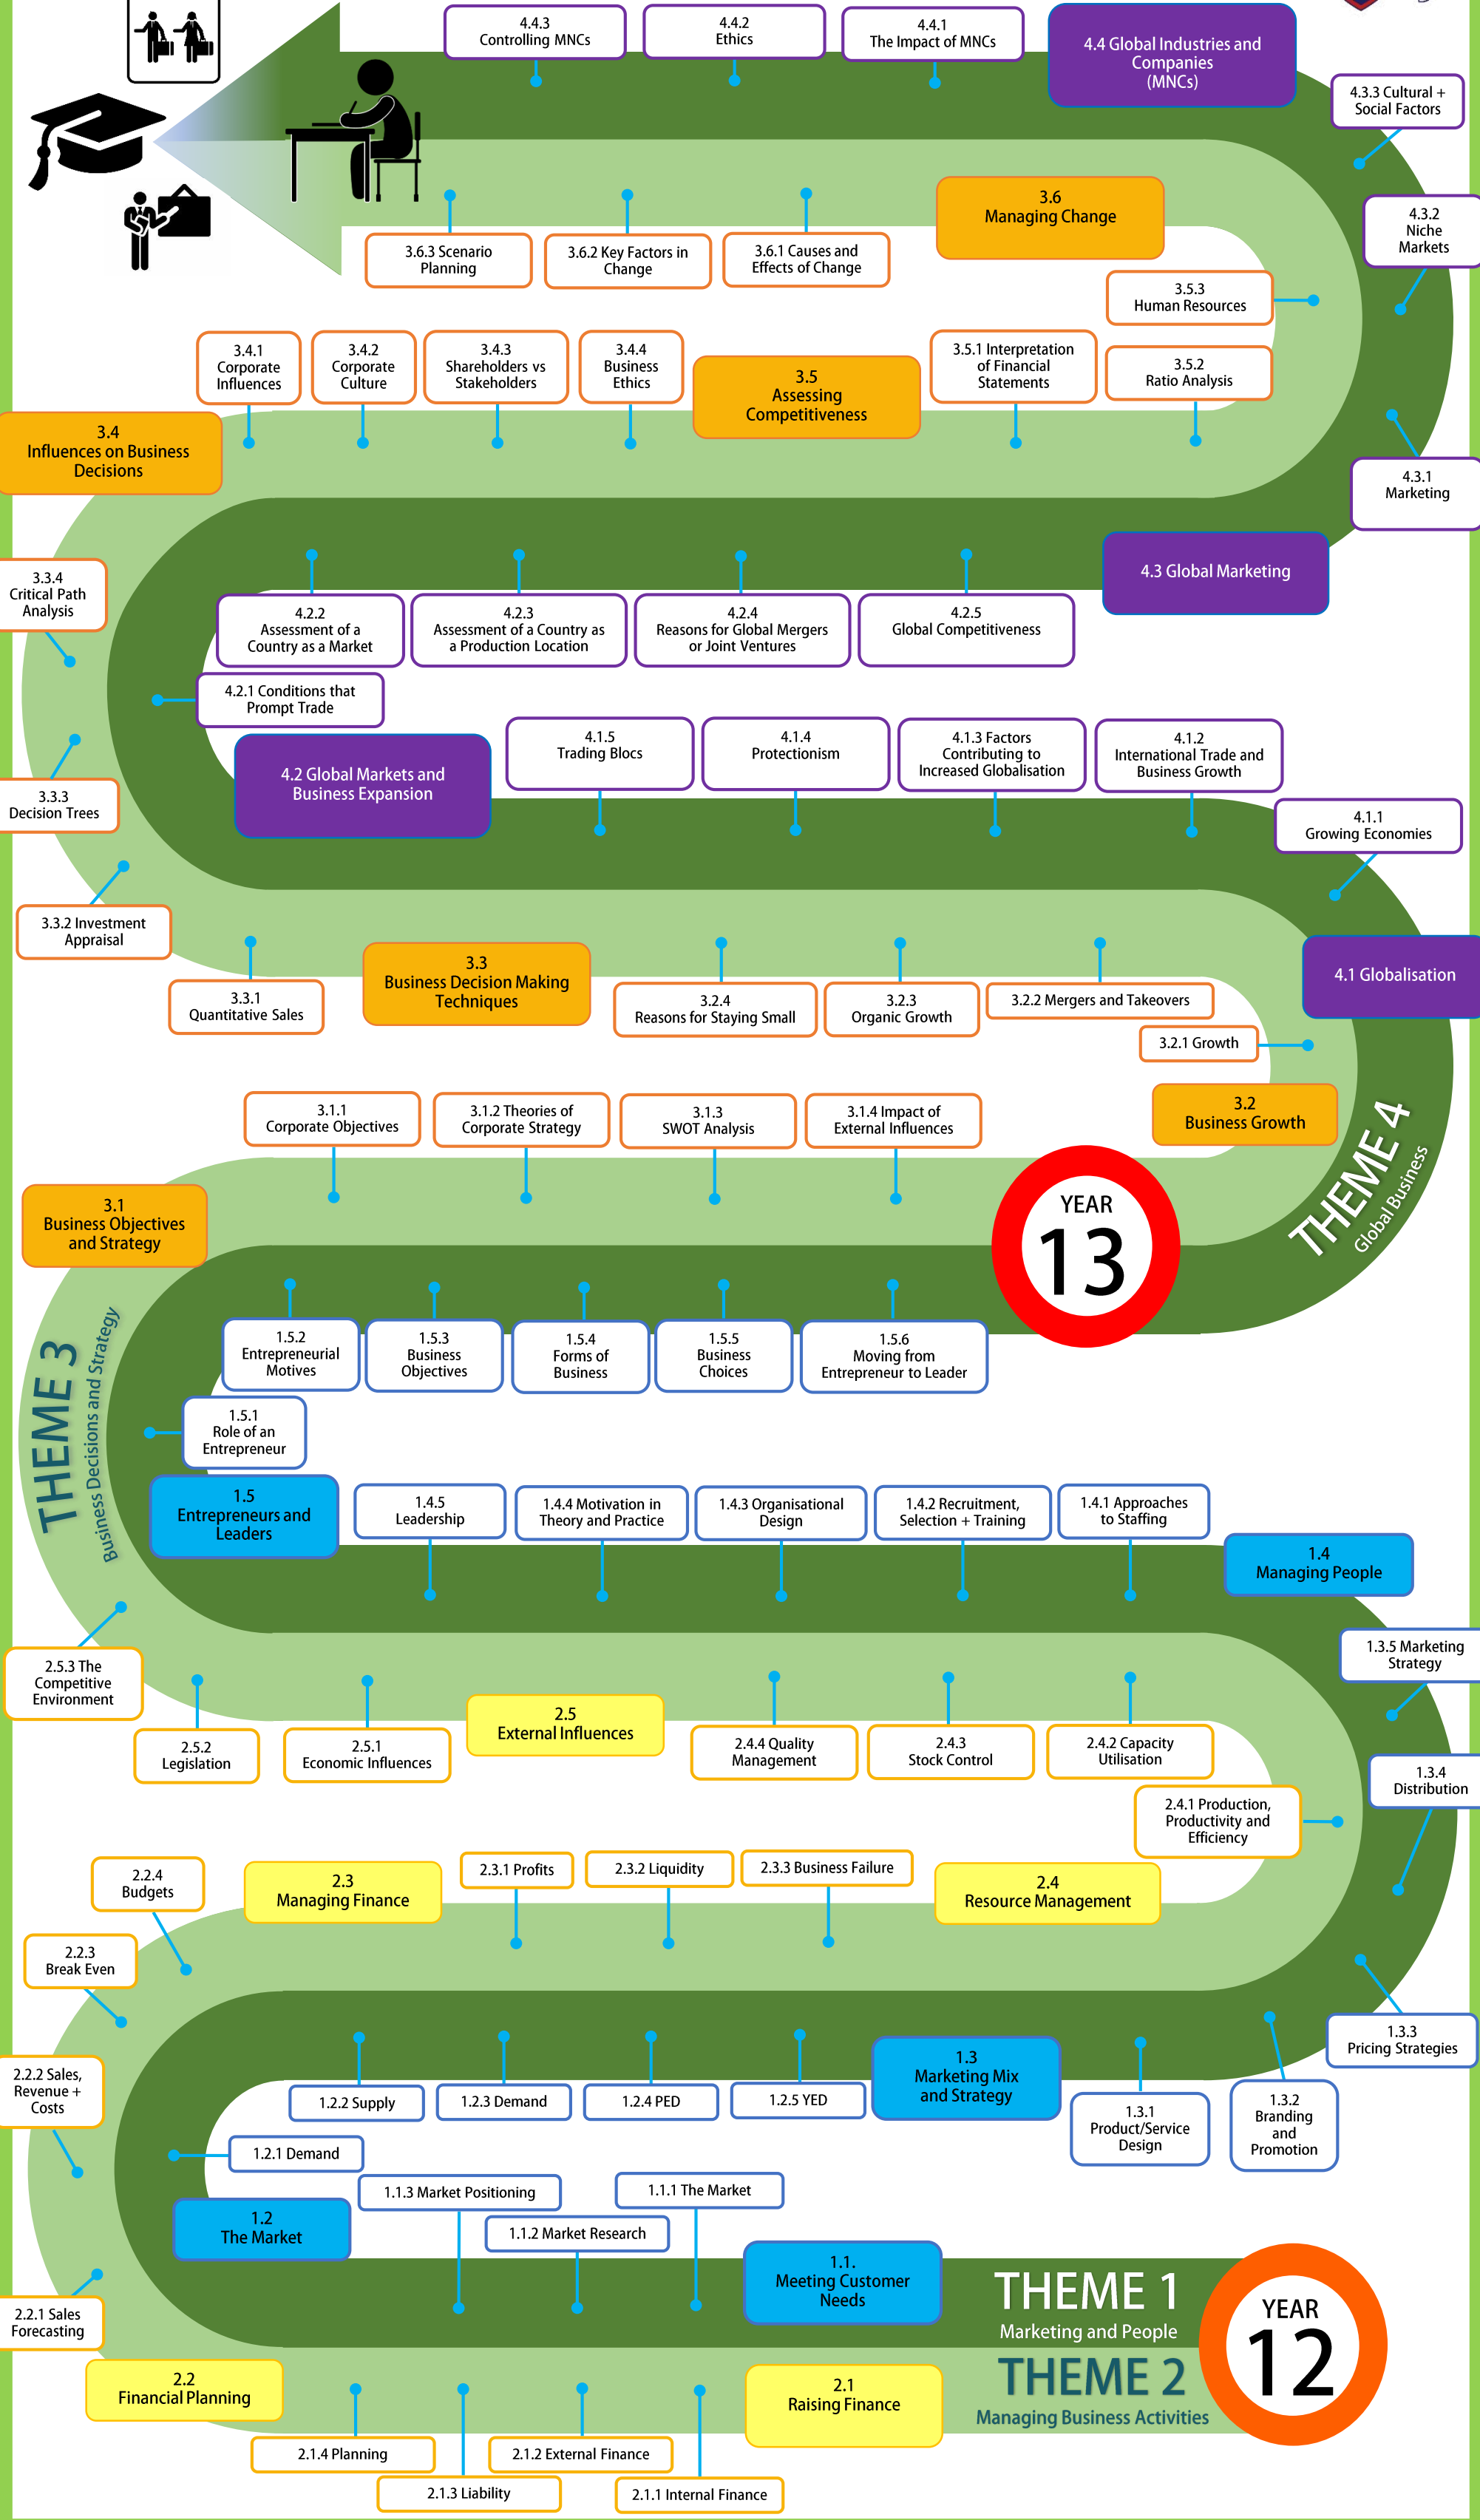 4.4.3
Controlling MNCs
4.4.2
Ethics
4.4.1
The Impact of MNCs
4.4 Global Industries and
Companies
(MNCs)
4.3.3 Cultural +
Social Factors
3.6
Managing Change
4.3.2
Niche
Markets
3.6.3 Scenario
Planning
3.6.2 Key Factors in
Change
3.6.1 Causes and
Effects of Change
3.5.3
Human Resources
3.4.1
Corporate
Influences
3.4.2
Corporate
Culture
3.4.3
Shareholders vs
Stakeholders
3.4.4
Business
Ethics
3.5
Assessing
Competitiveness
3.5.1 Interpretation
of Financial
Statements
3.5.2
Ratio Analysis
3.4
Influences on Business
Decisions
4.3.1
Marketing
4.3 Global Marketing
3.3.4
Critical Path
Analysis
4.2.2
Assessment of a
Country as a Market
4.2.3
Assessment of a Country as
a Production Location
4.2.4
Reasons for Global Mergers
or Joint Ventures
4.2.5
Global Competitiveness
4.2.1 Conditions that
Prompt Trade
4.2 Global Markets and
Business Expansion
4.1.5
Trading Blocs
4.1.4
Protectionism
4.1.3 Factors
Contributing to
Increased Globalisation
4.1.2
International Trade and
Business Growth
3.3.3
Decision Trees
4.1.1
Growing Economies
3.3.2 Investment
Appraisal
3.3
Business Decision Making
Techniques
4.1 Globalisation
3.3.1
Quantitative Sales
3.2.4
Reasons for Staying Small
3.2.3
Organic Growth
3.2.2 Mergers and Takeovers
3.2.1 Growth
3.1.1
Corporate Objectives
3.1.2 Theories of
Corporate Strategy
3.1.3
SWOT Analysis
3.1.4 Impact of
External Influences
3.2
Business Growth
THEME 4
Global Business
3.1
Business Objectives
and Strategy
YEAR
13
THEME 3
Business Decisions and Strategy
1.5.2
Entrepreneurial
Motives
1.5.3
Business
Objectives
1.5.4
Forms of
Business
1.5.5
Business
Choices
1.5.6
Moving from
Entrepreneur to Leader
1.5.1
Role of an
Entrepreneur
1.5
Entrepreneurs and
Leaders
1.4.5
Leadership
1.4.4 Motivation in
Theory and Practice
1.4.3 Organisational
Design
1.4.2 Recruitment,
Selection + Training
1.4.1 Approaches
to Staffing
1.4
Managing People
2.5.3 The
Competitive
Environment
1.3.5 Marketing
Strategy
2.5.2
Legislation
2.5.1
Economic Influences
2.5
External Influences
2.4.4 Quality
Management
2.4.3
Stock Control
2.4.2 Capacity
Utilisation
1.3.4
Distribution
2.4.1 Production,
Productivity and
Efficiency
2.2.4
Budgets
2.3
Managing Finance
2.3.1 Profits
2.3.2 Liquidity
2.3.3 Business Failure
2.4
Resource Management
2.2.3
Break Even
1.3.3
Pricing Strategies
2.2.2 Sales,
Revenue +
Costs
1.2.2 Supply
1.2.3 Demand
1.2.4 PED
1.2.5 YED
1.3
Marketing Mix
and Strategy
1.3.1
Product/Service
Design
1.3.2
Branding
and
Promotion
1.2.1 Demand
1.1.3 Market Positioning
1.1.1 The Market
1.2
The Market
1.1.2 Market Research
1.1.
Meeting Customer
Needs
THEME 1
Marketing and People
YEAR
12
2.2.1 Sales
Forecasting
THEME 2
Managing Business Activities
2.2
Financial Planning
2.1
Raising Finance
2.1.4 Planning
2.1.2 External Finance
2.1.3 Liability
2.1.1 Internal Finance